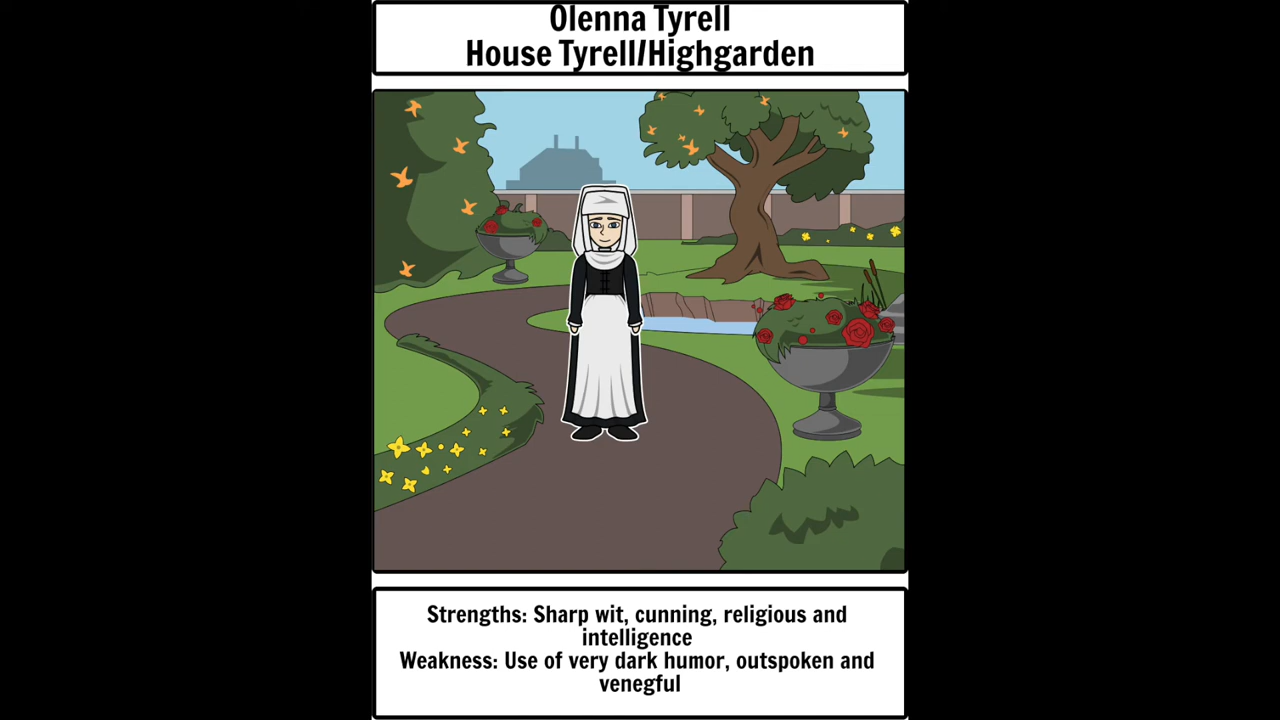 Olenna Tyrell
House Tyrell/Highgarden
Strengths: Sharp wit, cunning, religious and
intelligence
Weakness: Use of very dark humor, outspoken and
venegful